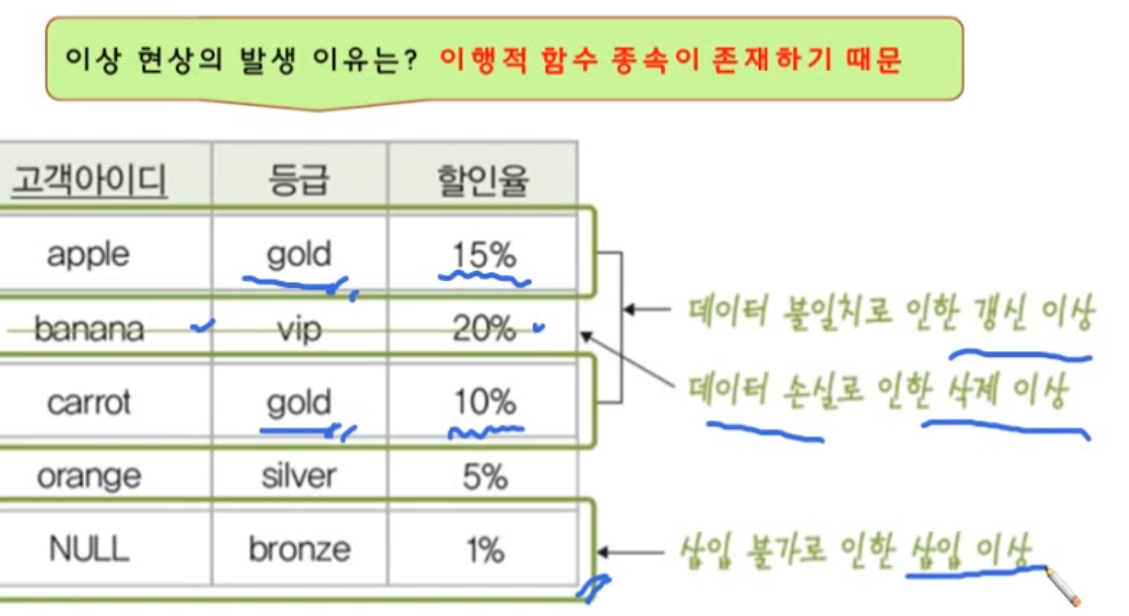 이상 현상의 발생 이유는? 이행적 함수 종속이 존재하기 때문
고객아이디 등급 할인율
apple gold 15%
banana vip 20%
carrot gold 10%
orange silver 5%
NULL bronze 1%
데이터 불일치로 인한 갱신 이상
데이터 손실로 인한 삭제 이상
삽입 불가로 인한 삽입 이상